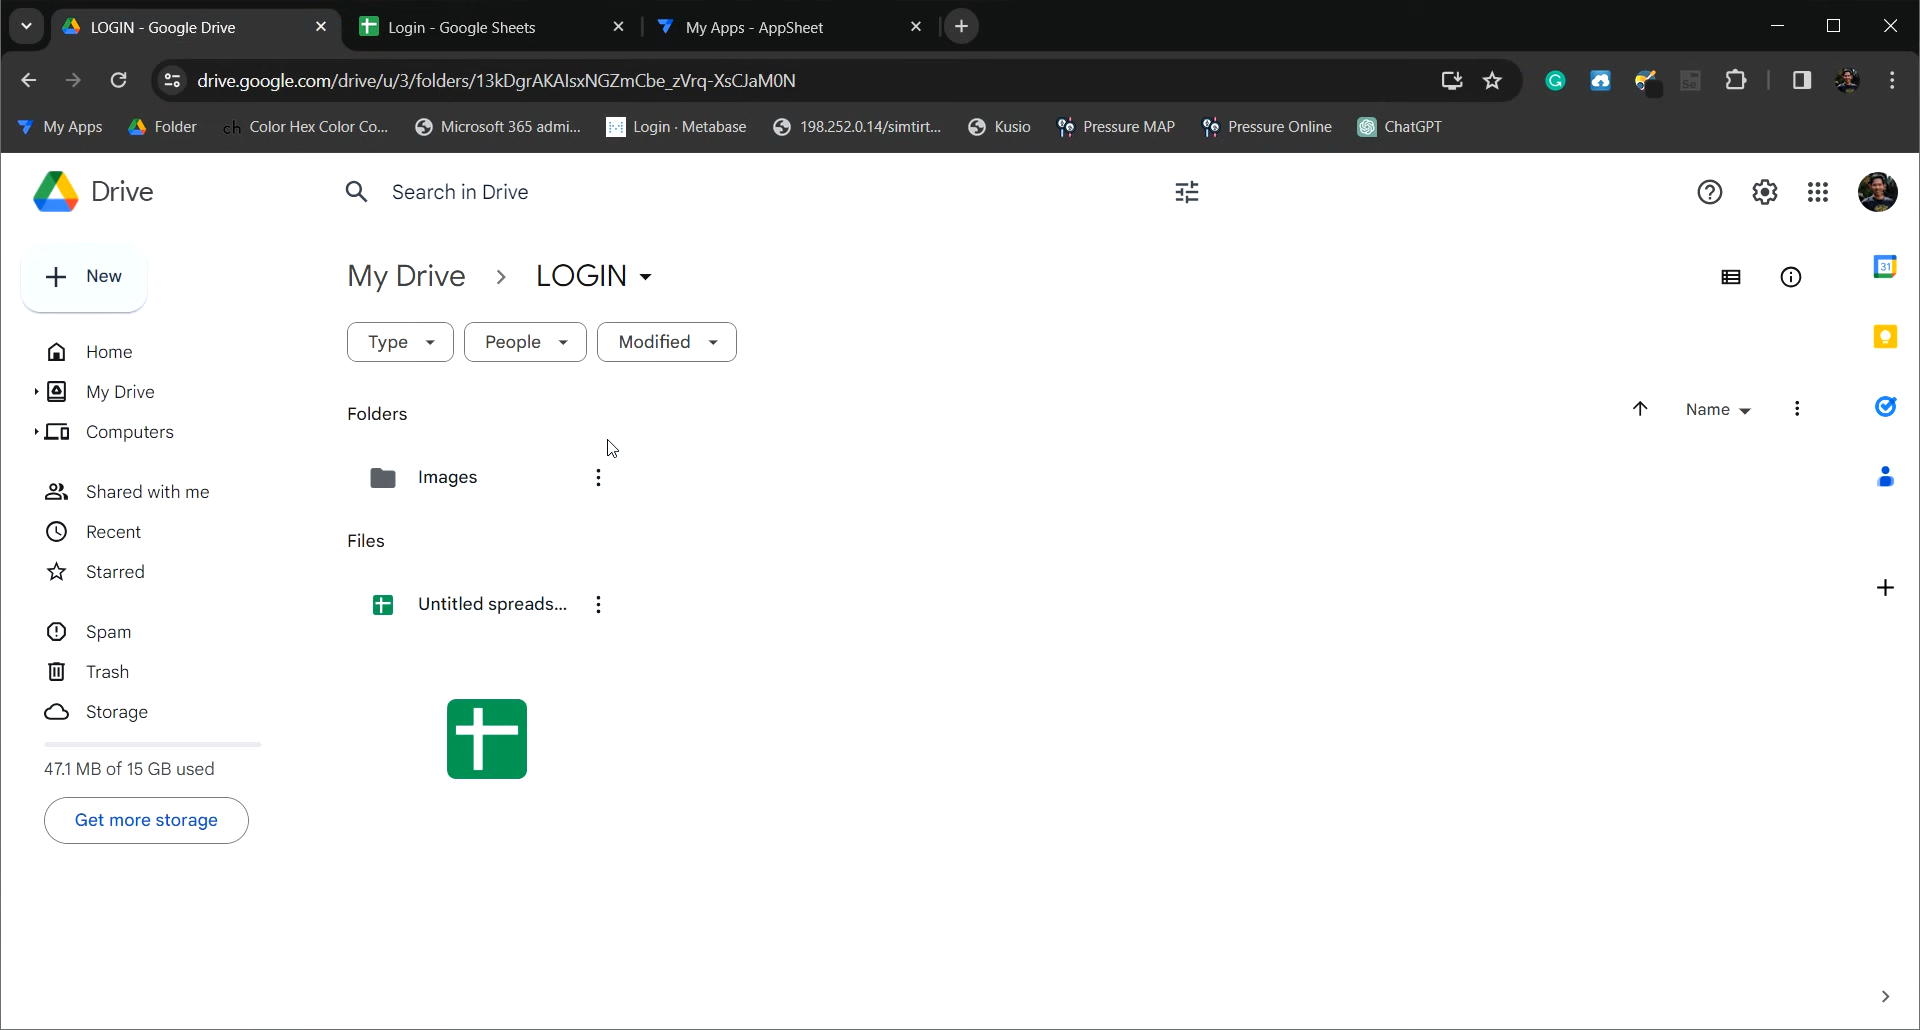 LOGIN - Google Drive
Login - Google Sheets
My Apps - AppSheet
drive.google.com/drive/u/3/folders/13kDgrAKAIsxNGZmCbe_zVrq-XsCJaM0N
My Apps
Folder
ch Color Hex Color Co...
Microsoft 365 admi...
Login · Metabase
198.252.0.14/simtirt...
Kusio
Pressure MAP
Pressure Online
ChatGPT
Drive
Search in Drive
New
My Drive > LOGIN
31
Type
People
Modified
Home
My Drive
Computers
Folders
Name
Images
Shared with me
Recent
Starred
Files
Untitled spreads...
Spam
Trash
Storage
47.1 MB of 15 GB used
Get more storage